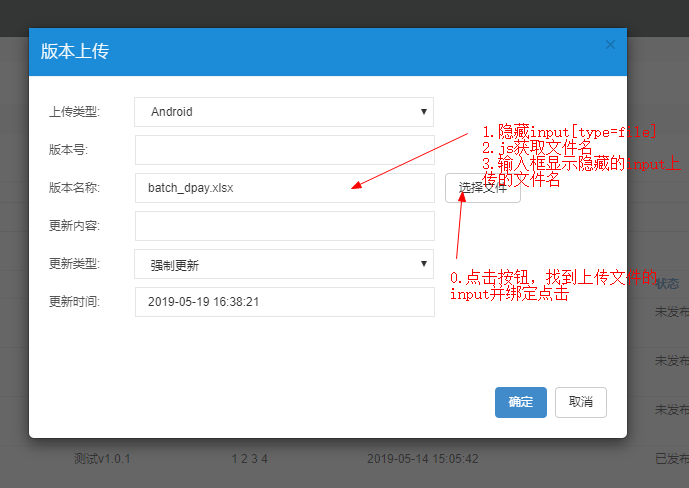 版本上传
×
上传类型: Android
版本号:
版本名称: batch_dpay.xlsx 选择文件
更新内容:
更新类型: 强制更新
更新时间: 2019-05-19 16:38:21
1.隐藏input[type=file]
2.js获取文件名
3.输入框显示隐藏的input上
传的文件名
0.点击按钮，找到上传文件的
input并绑定点击
状态
未发布
未发布
未发布
确定 取消
测试v1.0.1 1 2 3 4 2019-05-14 15:05:42 已发布